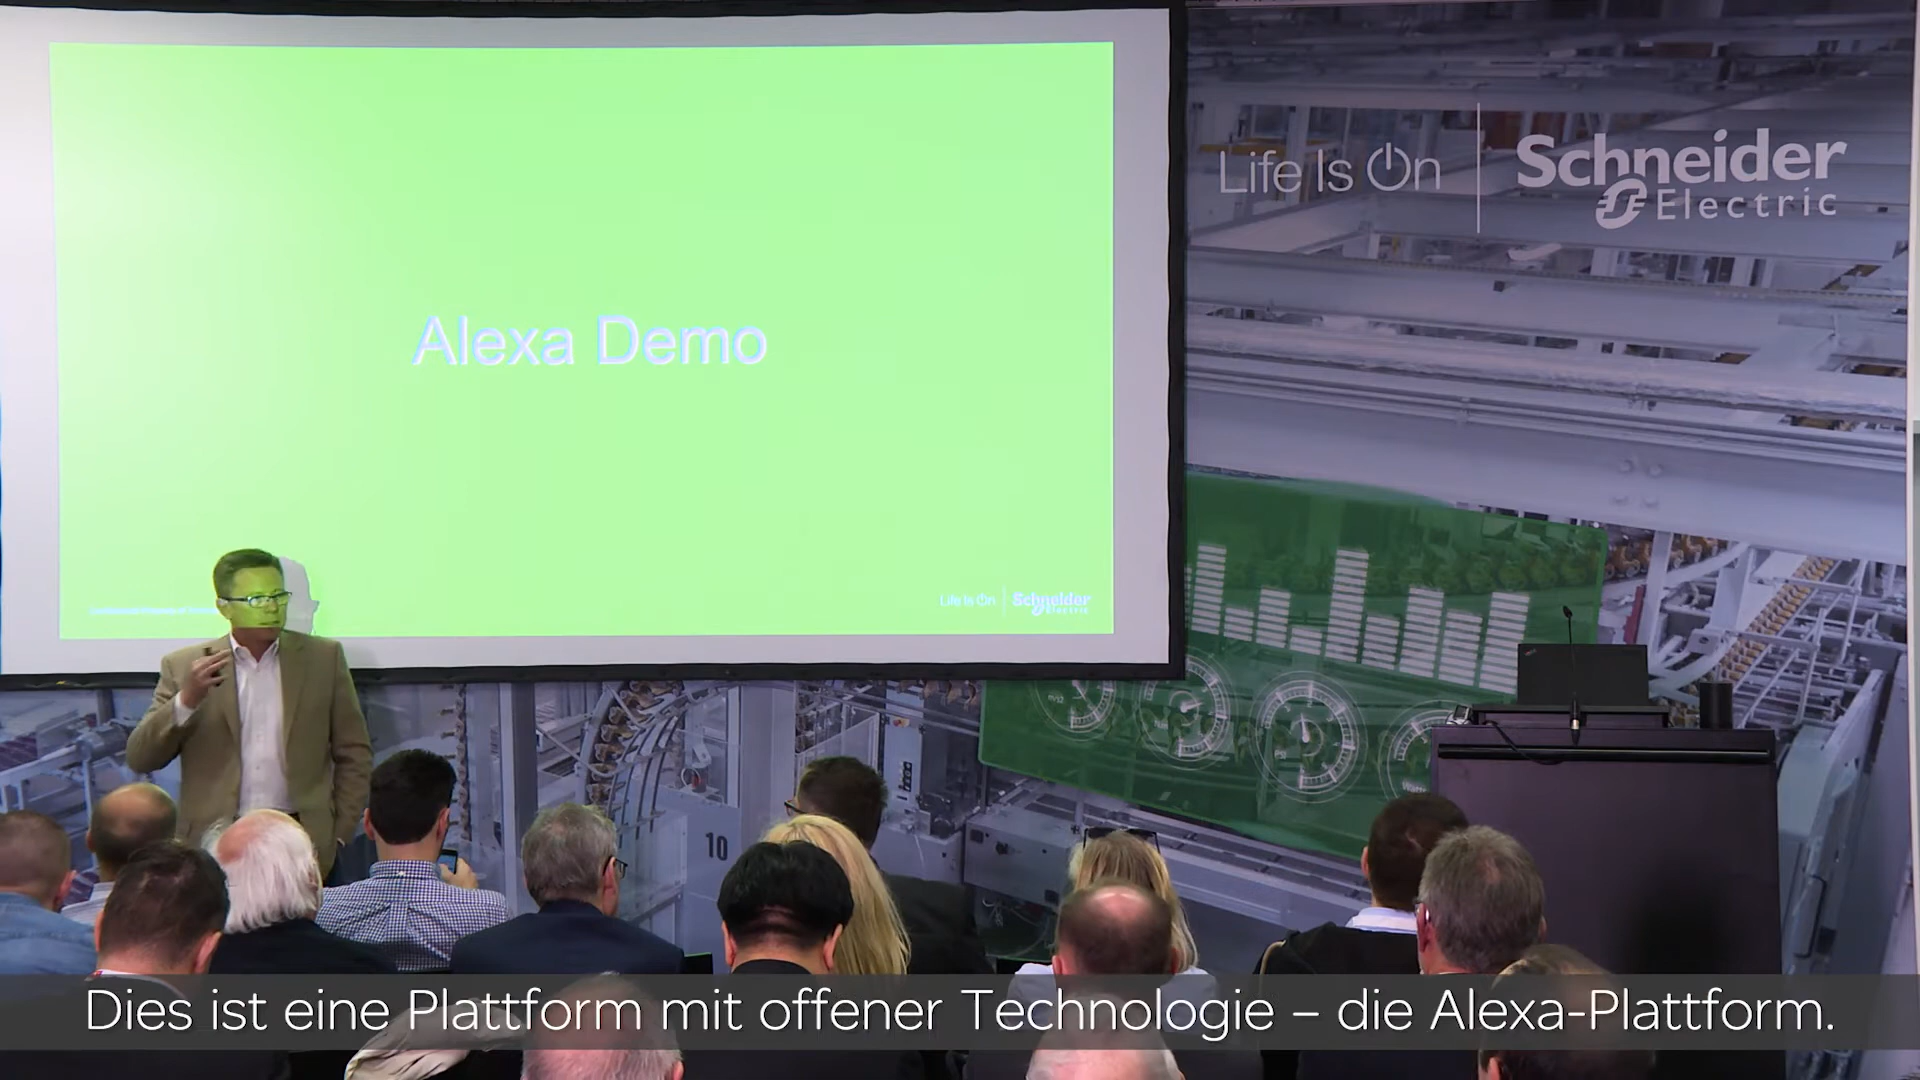 Alexa Demo
Life Is On
Schneider
Electric
Life Is On
Schneider
Electric
10
Dies ist eine Plattform mit offener Technologie – die Alexa-Plattform.